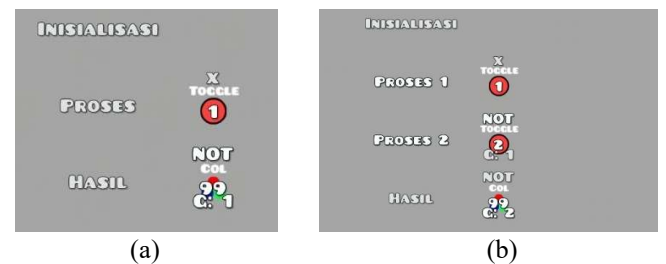 INISIALISASI
PROSES
X
TOGGLE
1
HASIL
NOT
COL
99
G: 1
(a)
INISIALISASI
PROSES 1
X
TOGGLE
1
PROSES 2
NOT
TOGGLE
2
G: 1
HASIL
NOT
COL
99
G: 2
(b)